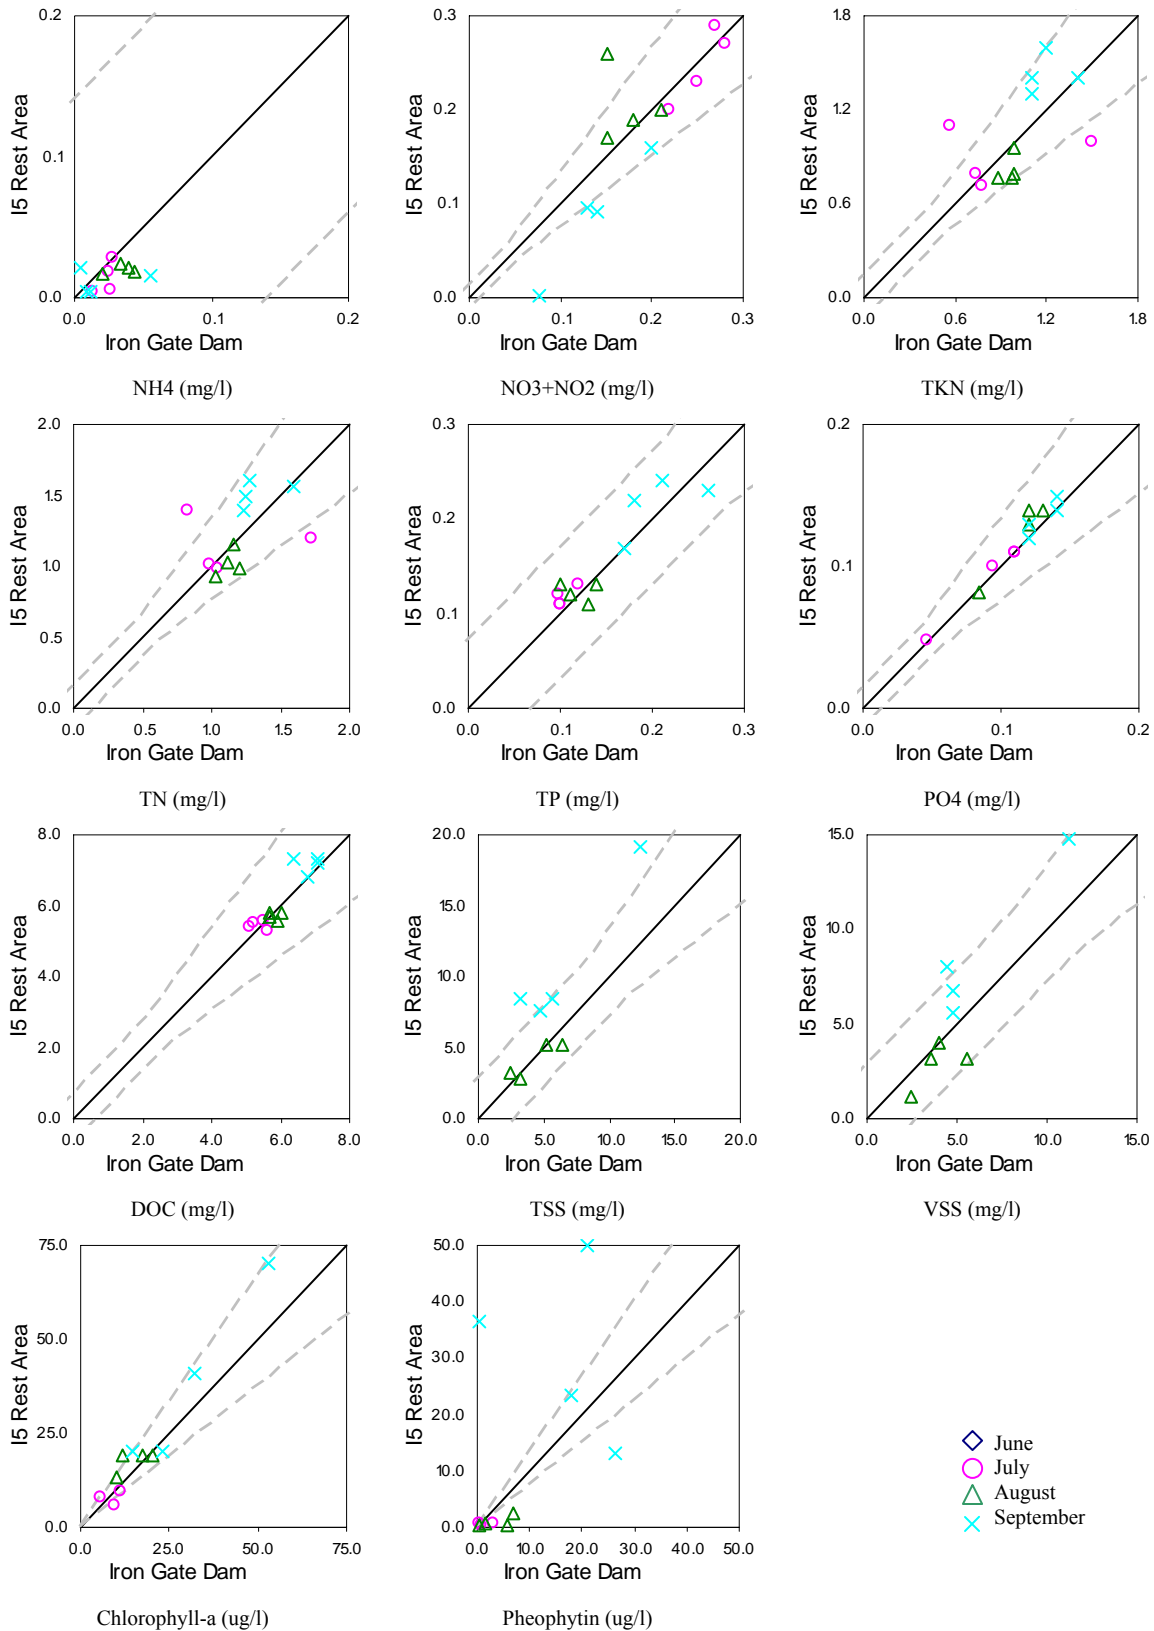 0.2
0.1
0.0
I5 Rest Area
0.0 0.1 0.2
Iron Gate Dam
NH4 (mg/l)
0.3
0.2
0.1
0.0
I5 Rest Area
0.0 0.1 0.2 0.3
Iron Gate Dam
NO3+NO2 (mg/l)
1.8
1.2
0.6
0.0
I5 Rest Area
0.0 0.6 1.2 1.8
Iron Gate Dam
TKN (mg/l)
2.0
1.5
1.0
0.5
0.0
I5 Rest Area
0.0 0.5 1.0 1.5 2.0
Iron Gate Dam
TN (mg/l)
0.3
0.2
0.1
0.0
I5 Rest Area
0.0 0.1 0.2 0.3
Iron Gate Dam
TP (mg/l)
0.2
0.1
0.0
I5 Rest Area
0.0 0.1 0.2
Iron Gate Dam
PO4 (mg/l)
8.0
6.0
4.0
2.0
0.0
I5 Rest Area
0.0 2.0 4.0 6.0 8.0
Iron Gate Dam
DOC (mg/l)
20.0
15.0
10.0
5.0
0.0
I5 Rest Area
0.0 5.0 10.0 15.0 20.0
Iron Gate Dam
TSS (mg/l)
15.0
10.0
5.0
0.0
I5 Rest Area
0.0 5.0 10.0 15.0
Iron Gate Dam
VSS (mg/l)
75.0
50.0
25.0
0.0
I5 Rest Area
0.0 25.0 50.0 75.0
Iron Gate Dam
Chlorophyll-a (ug/l)
50.0
40.0
30.0
20.0
10.0
0.0
I5 Rest Area
0.0 10.0 20.0 30.0 40.0 50.0
Iron Gate Dam
Pheophytin (ug/l)
June
July
August
September